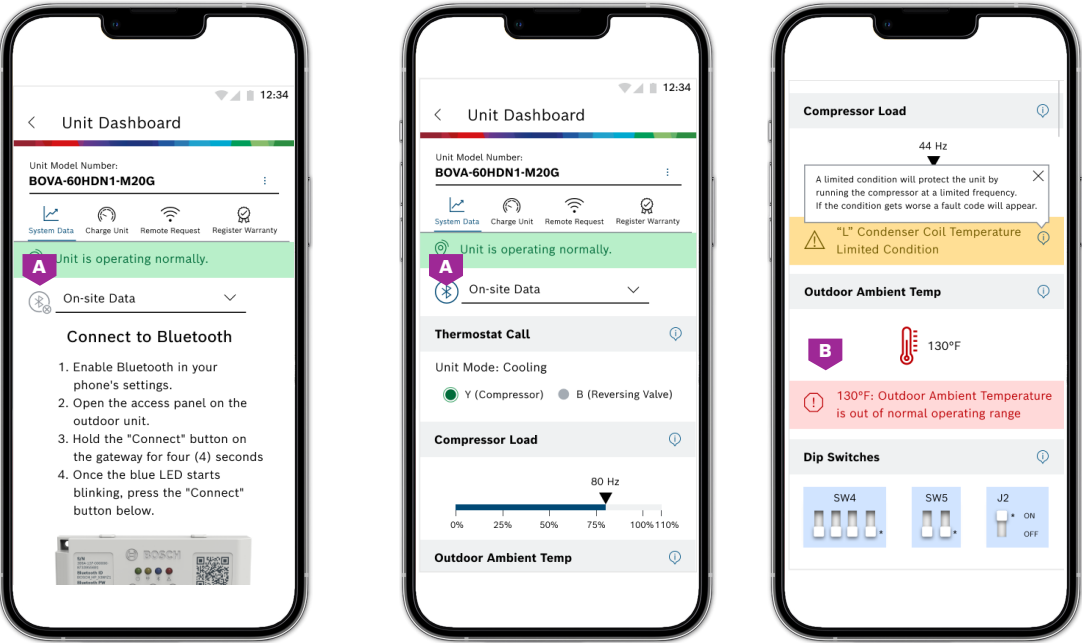 12:34
Unit Dashboard
Unit Model Number:
BOVA-60HDN1-M20G
System Data
Charge Unit
Remote Request
Register Warranty
Unit is operating normally.
A
On-site Data
Connect to Bluetooth
1. Enable Bluetooth in your
phone's settings.
2. Open the access panel on the
outdoor unit.
3. Hold the "Connect" button on
the gateway for four (4) seconds
4. Once the blue LED starts
blinking, press the "Connect"
button below.
BOSCH
S/N
Bluetooth ID
Bluetooth PW
12:34
Unit Dashboard
Unit Model Number:
BOVA-60HDN1-M20G
System Data
Charge Unit
Remote Request
Register Warranty
Unit is operating normally.
A
On-site Data
Thermostat Call
Unit Mode: Cooling
Y (Compressor)
B (Reversing Valve)
Compressor Load
80 Hz
0%
25%
50%
75%
100%
110%
Outdoor Ambient Temp
Compressor Load
44 Hz
A limited condition will protect the unit by
running the compressor at a limited frequency.
If the condition gets worse a fault code will appear.
“L” Condenser Coil Temperature
Limited Condition
Outdoor Ambient Temp
B
130°F
130°F: Outdoor Ambient Temperature
is out of normal operating range
Dip Switches
SW4
SW5
J2
*
*
* ON
OFF